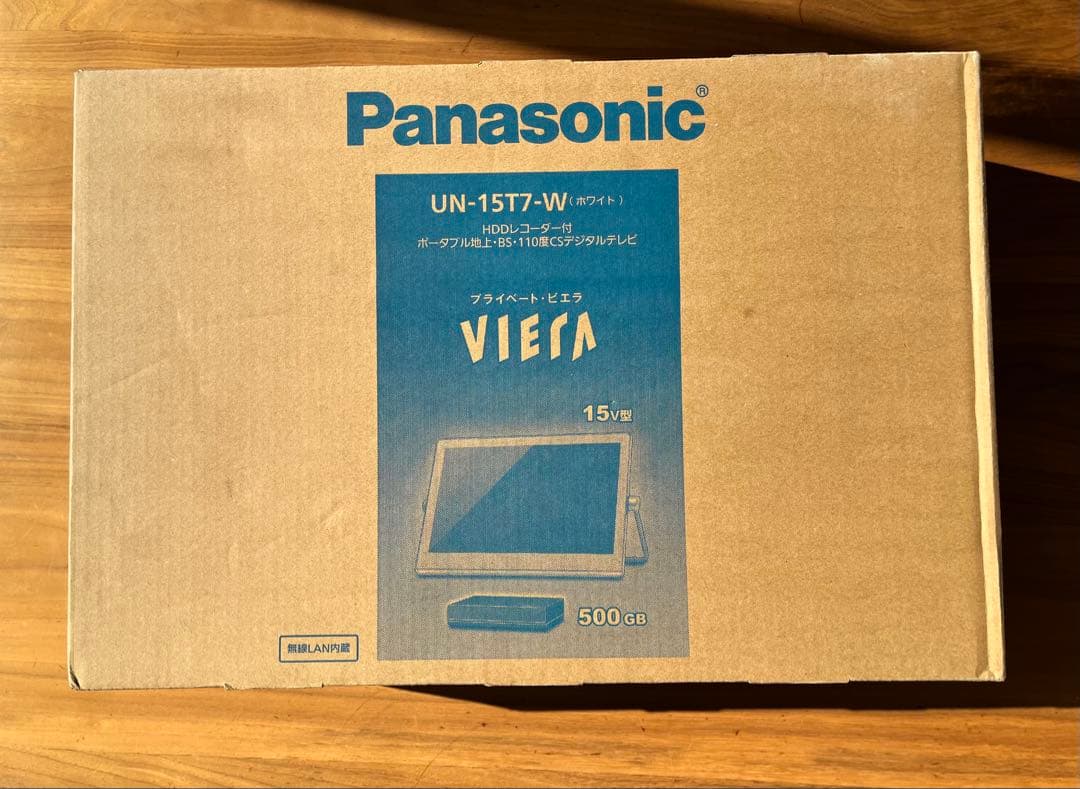 Panasonic®
UN-15T7-W(ホワイト)
HDDレコーダー付
ポータブル地上・BS・110度CSデジタルテレビ
プライベート・ビエラ
VIErA
15V型
500GB
無線LAN内蔵